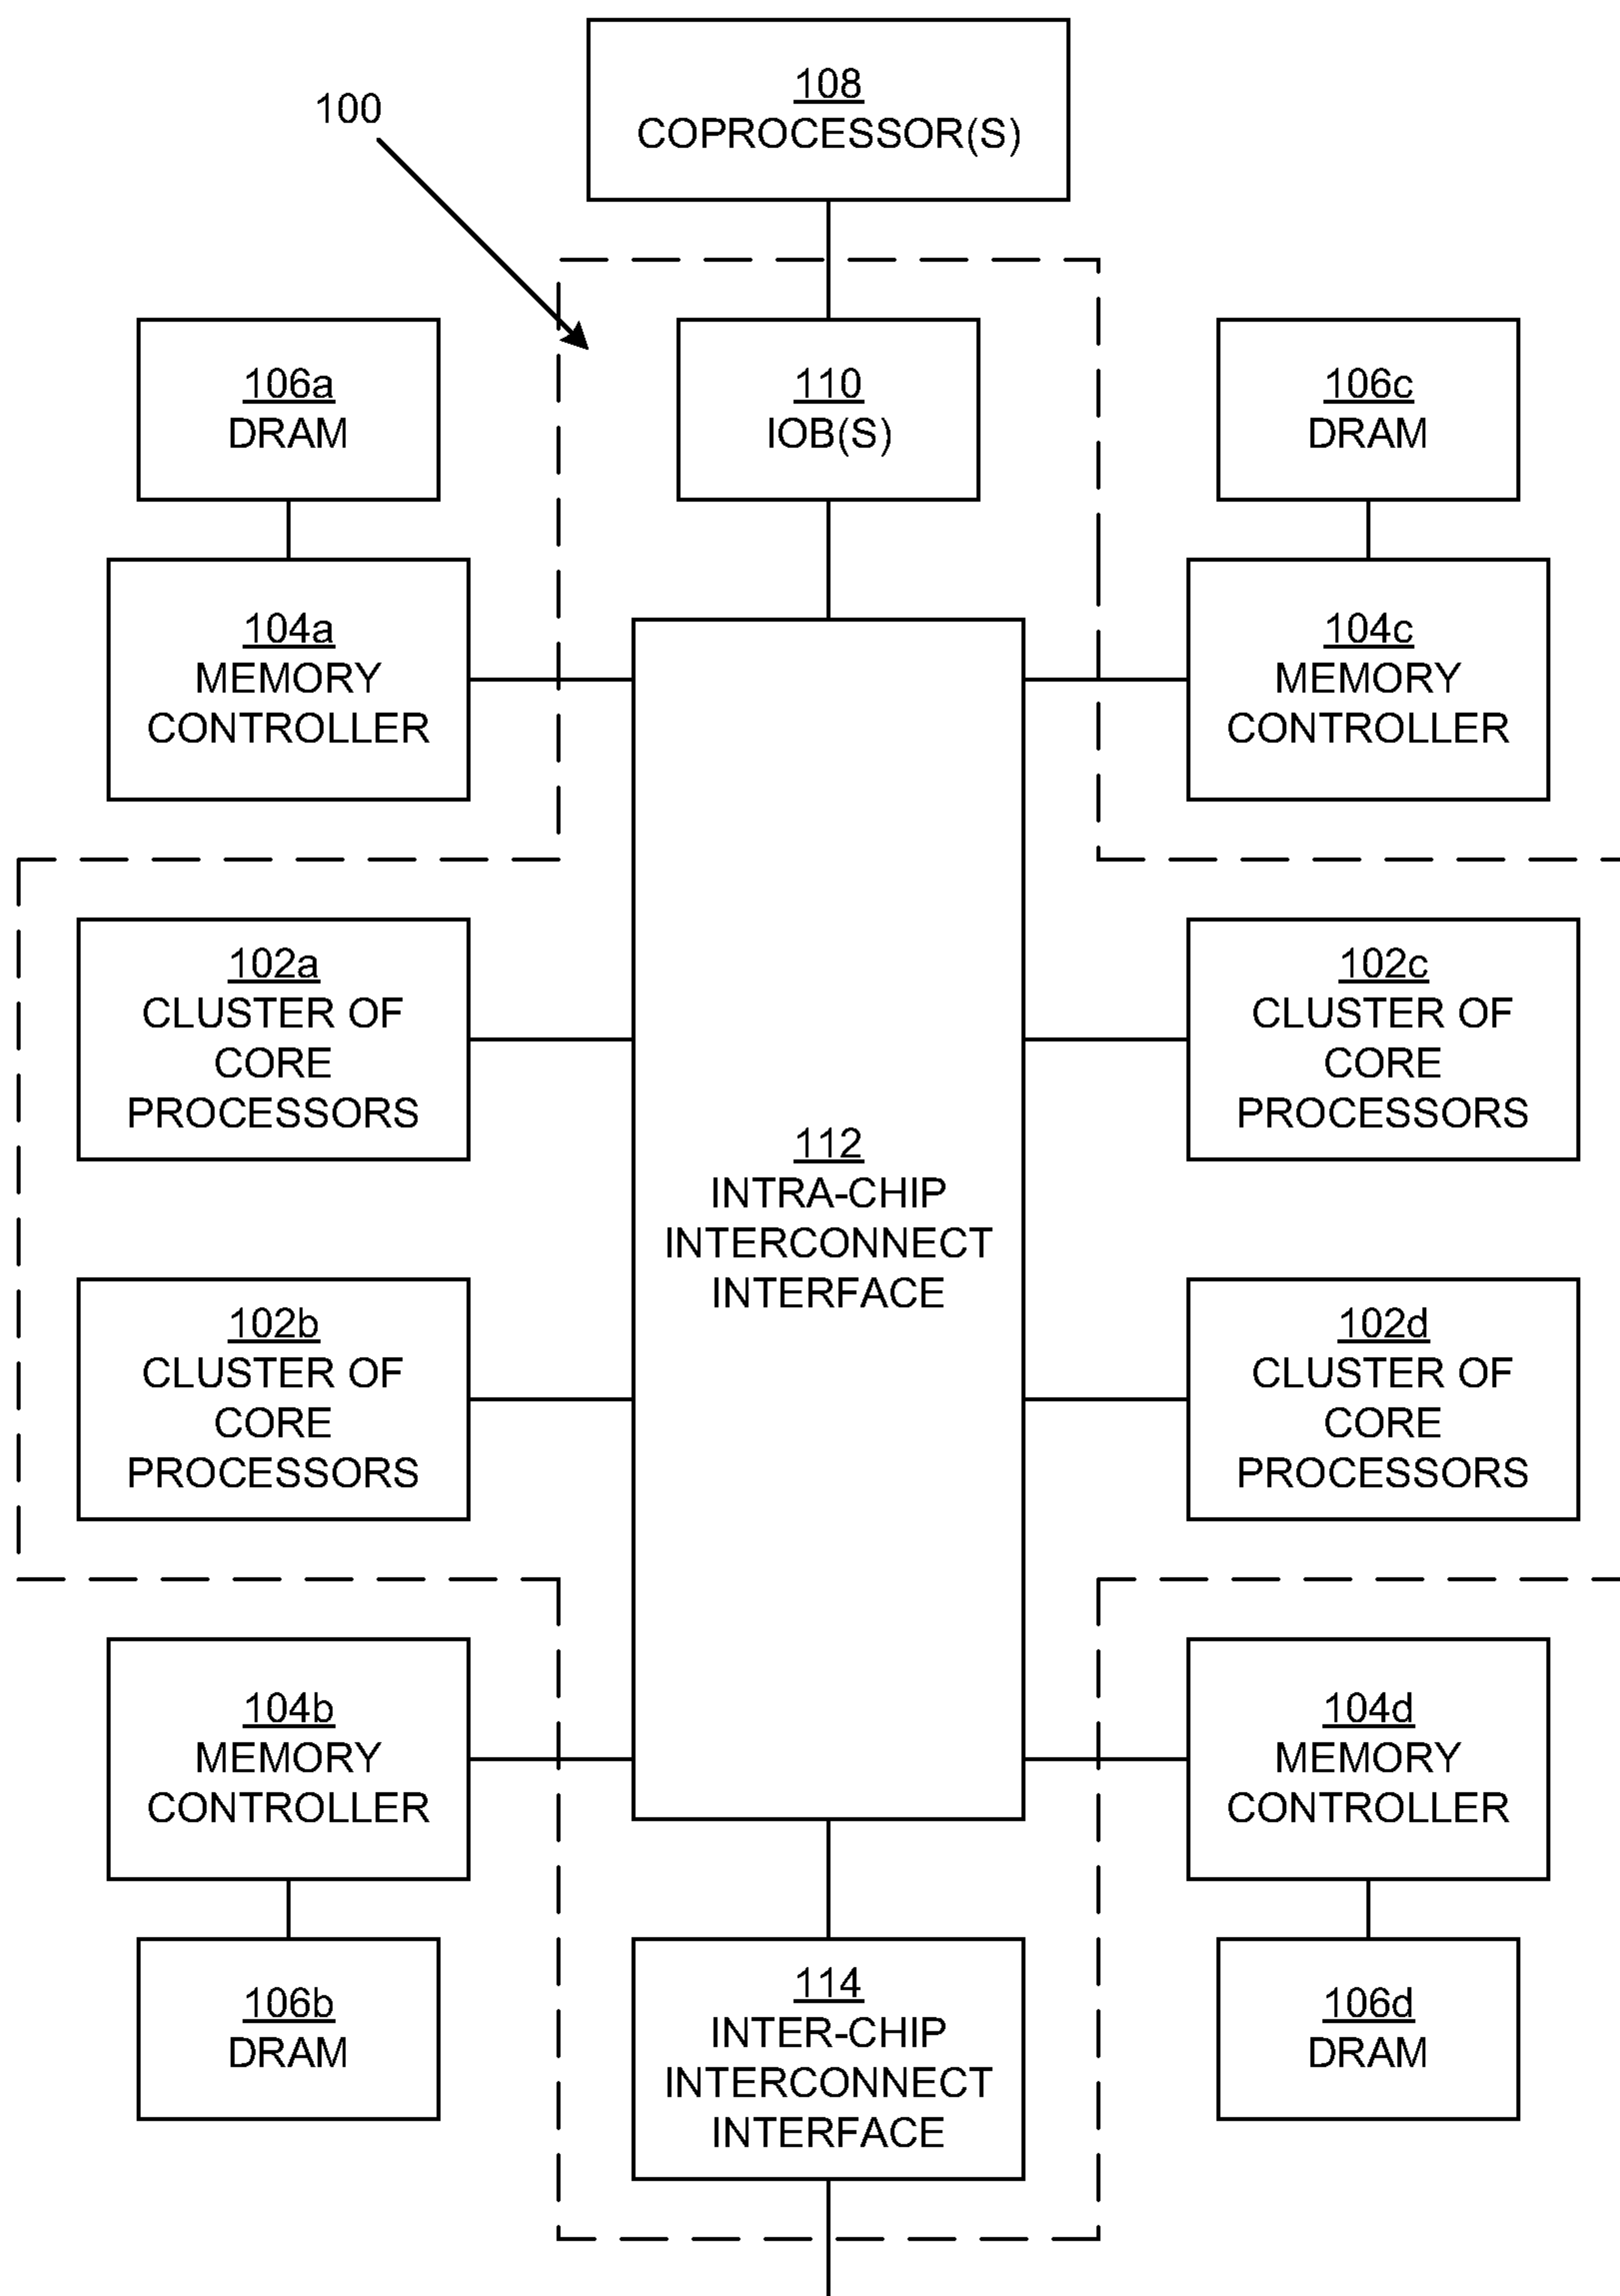 108
COPROCESSOR(S)
100
106a
DRAM
110
IOB(S)
106c
DRAM
104a
MEMORY
CONTROLLER
104c
MEMORY
CONTROLLER
102a
CLUSTER OF
CORE
PROCESSORS
102c
CLUSTER OF
CORE
PROCESSORS
112
INTRA-CHIP
INTERCONNECT
INTERFACE
102b
CLUSTER OF
CORE
PROCESSORS
102d
CLUSTER OF
CORE
PROCESSORS
104b
MEMORY
CONTROLLER
104d
MEMORY
CONTROLLER
106b
DRAM
114
INTER-CHIP
INTERCONNECT
INTERFACE
106d
DRAM